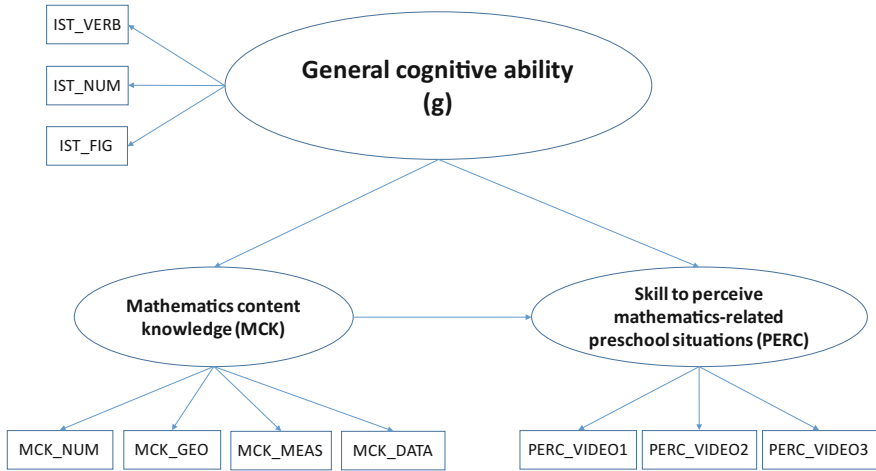 IST_VERB
IST_NUM
IST_FIG
General cognitive ability
(g)
Mathematics content
knowledge (MCK)
Skill to perceive
mathematics-related
preschool situations (PERC)
MCK_NUM
MCK_GEO
MCK_MEAS
MCK_DATA
PERC_VIDEO1
PERC_VIDEO2
PERC_VIDEO3